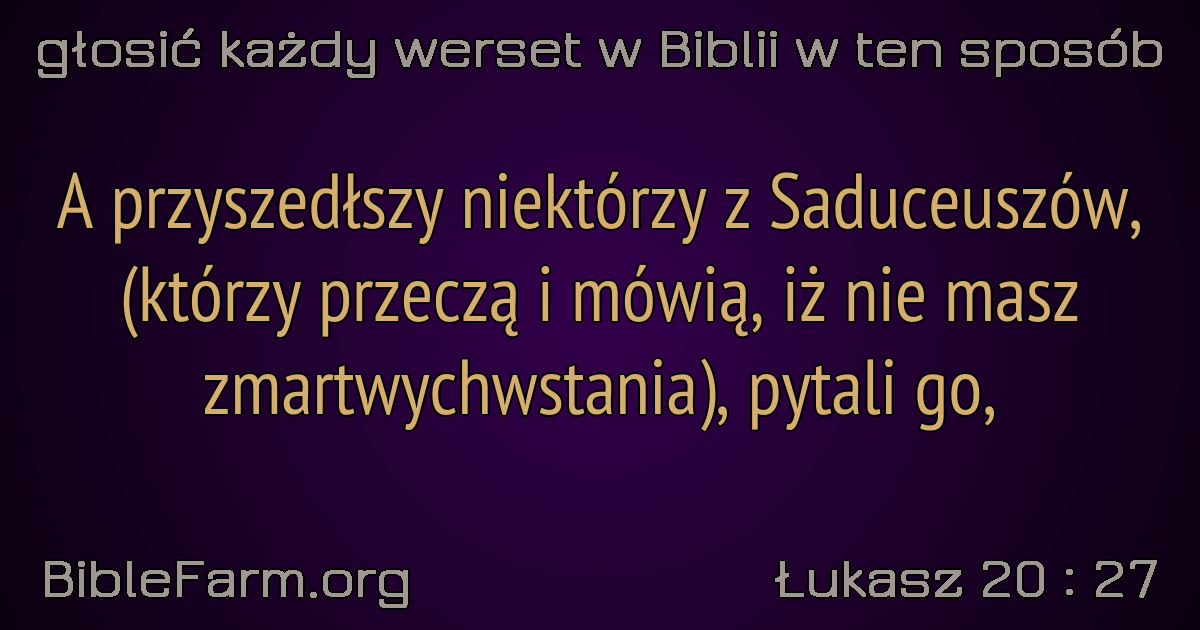 głosić każdy werset w Biblii w ten sposób
A przyszedłszy niektórzy z Saduceuszów,
(którzy przeczą i mówią, iż nie masz
zmartwychwstania), pytali go,
BibleFarm.org
Łukasz 20 : 27